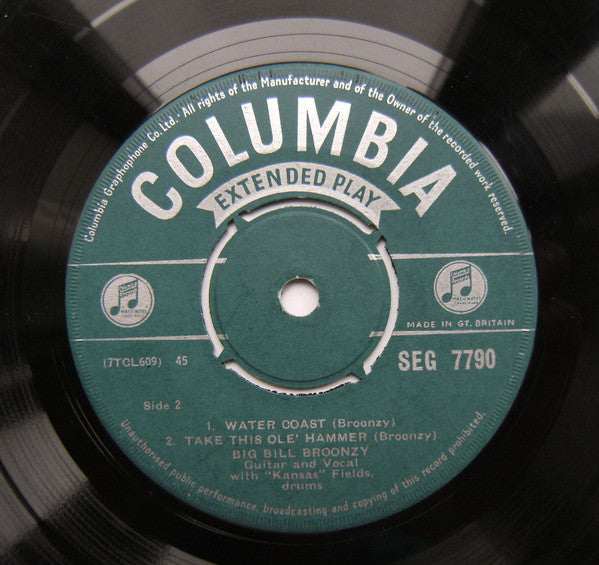 Columbia Graphophone Co. Ltd. · All rights of the Manufacturer and of the Owner of the recorded work reserved.
COLUMBIA
EXTENDED PLAY
MADE IN GT. BRITAIN
(7TCL609) 45
SEG 7790
Side 2
1. WATER COAST (Broonzy)
2. TAKE THIS OLE' HAMMER (Broonzy)
BIG BILL BROONZY
Guitar and Vocal
with "Kansas" Fields,
drums
Unauthorised public performance, broadcasting and copying of this record prohibited.